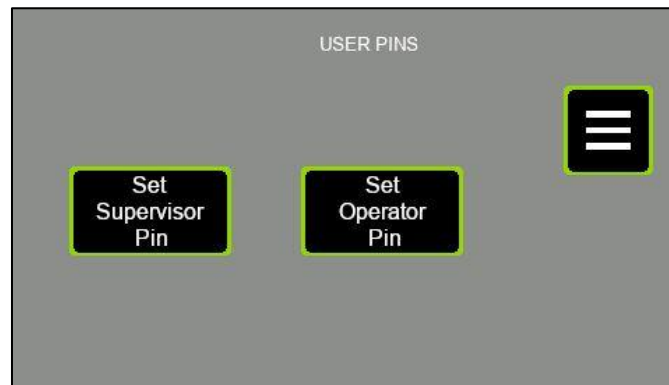 USER PINS
Set
Supervisor
Pin
Set
Operator
Pin